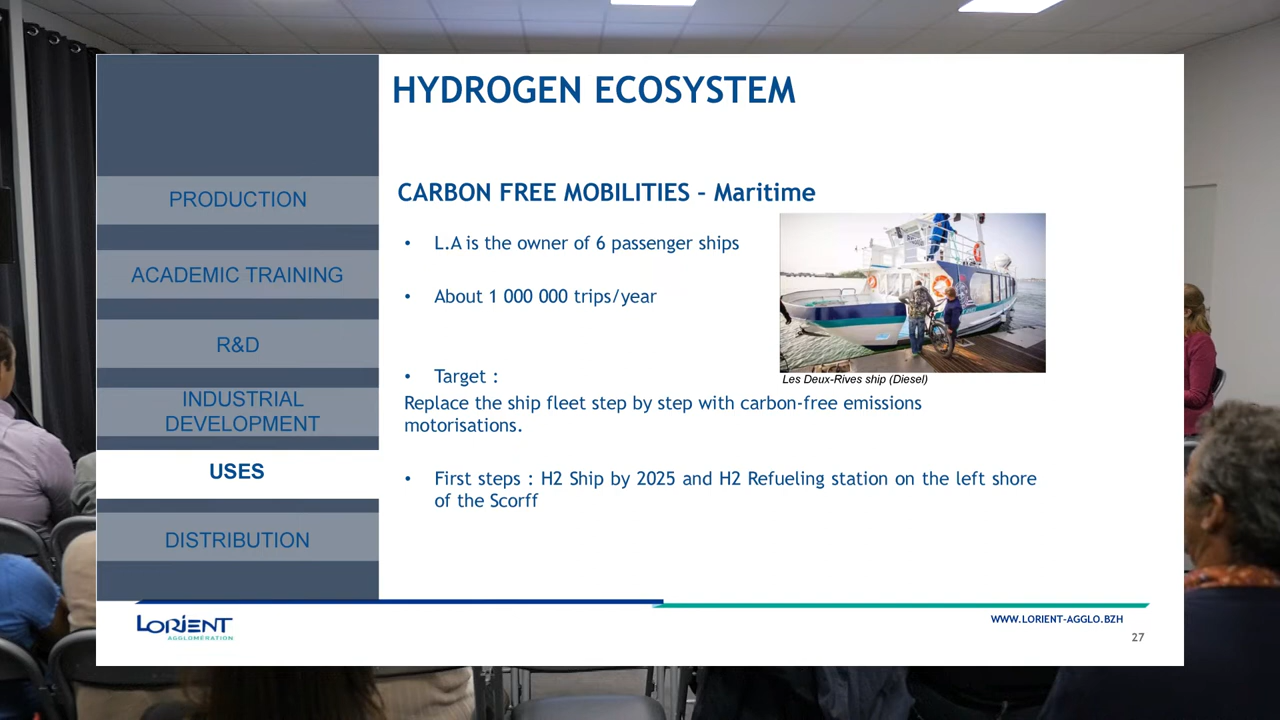 HYDROGEN ECOSYSTEM
PRODUCTION
ACADEMIC TRAINING
R&D
INDUSTRIAL
DEVELOPMENT
USES
DISTRIBUTION
CARBON FREE MOBILITIES – Maritime
• L.A is the owner of 6 passenger ships
• About 1 000 000 trips/year
Les Deux-Rives ship (Diesel)
• Target :
Replace the ship fleet step by step with carbon-free emissions
motorisations.
• First steps : H2 Ship by 2025 and H2 Refueling station on the left shore
of the Scorff
LORIENT
AGGLOMÉRATION
WWW.LORIENT-AGGLO.BZH
27